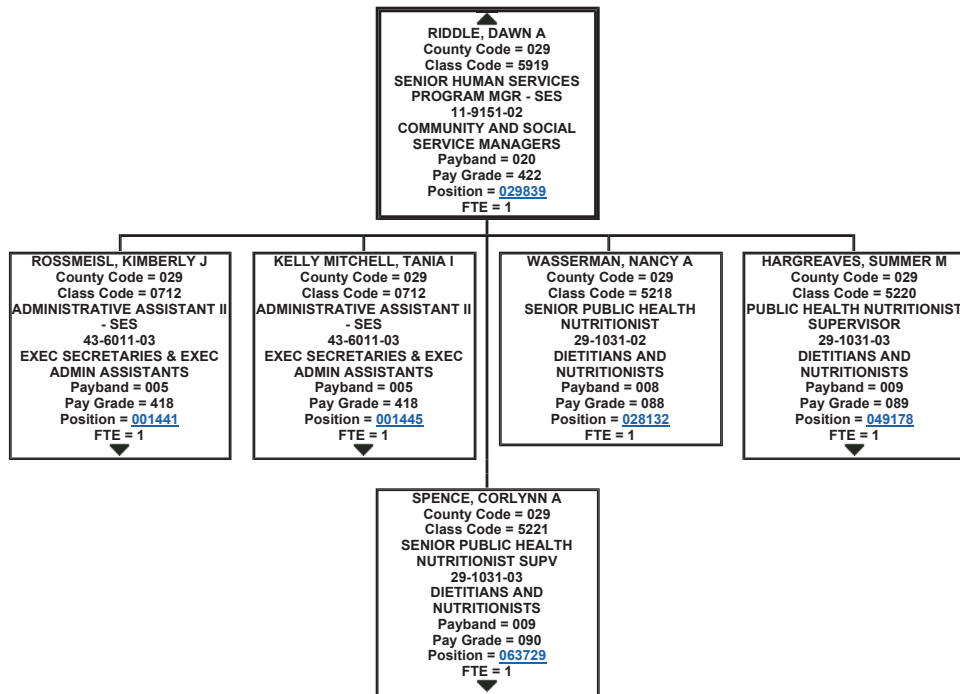 RIDDLE, DAWN A
County Code = 029
Class Code = 5919
SENIOR HUMAN SERVICES
PROGRAM MGR - SES
11-9151-02
COMMUNITY AND SOCIAL
SERVICE MANAGERS
Payband = 020
Pay Grade = 422
Position = 029839
FTE = 1
ROSSMEISL, KIMBERLY J
County Code = 029
Class Code = 0712
ADMINISTRATIVE ASSISTANT II
- SES
43-6011-03
EXEC SECRETARIES & EXEC
ADMIN ASSISTANTS
Payband = 005
Pay Grade = 418
Position = 001441
FTE = 1
KELLY MITCHELL, TANIA I
County Code = 029
Class Code = 0712
ADMINISTRATIVE ASSISTANT II
- SES
43-6011-03
EXEC SECRETARIES & EXEC
ADMIN ASSISTANTS
Payband = 005
Pay Grade = 418
Position = 001445
FTE = 1
WASSERMAN, NANCY A
County Code = 029
Class Code = 5218
SENIOR PUBLIC HEALTH
NUTRITIONIST
29-1031-02
DIETITIANS AND
NUTRITIONISTS
Payband = 008
Pay Grade = 088
Position = 028132
FTE = 1
HARGREAVES, SUMMER M
County Code = 029
Class Code = 5220
PUBLIC HEALTH NUTRITIONIST
SUPERVISOR
29-1031-03
DIETITIANS AND
NUTRITIONISTS
Payband = 009
Pay Grade = 089
Position = 049178
FTE = 1
SPENCE, CORLYNN A
County Code = 029
Class Code = 5221
SENIOR PUBLIC HEALTH
NUTRITIONIST SUPV
29-1031-03
DIETITIANS AND
NUTRITIONISTS
Payband = 009
Pay Grade = 090
Position = 063729
FTE = 1